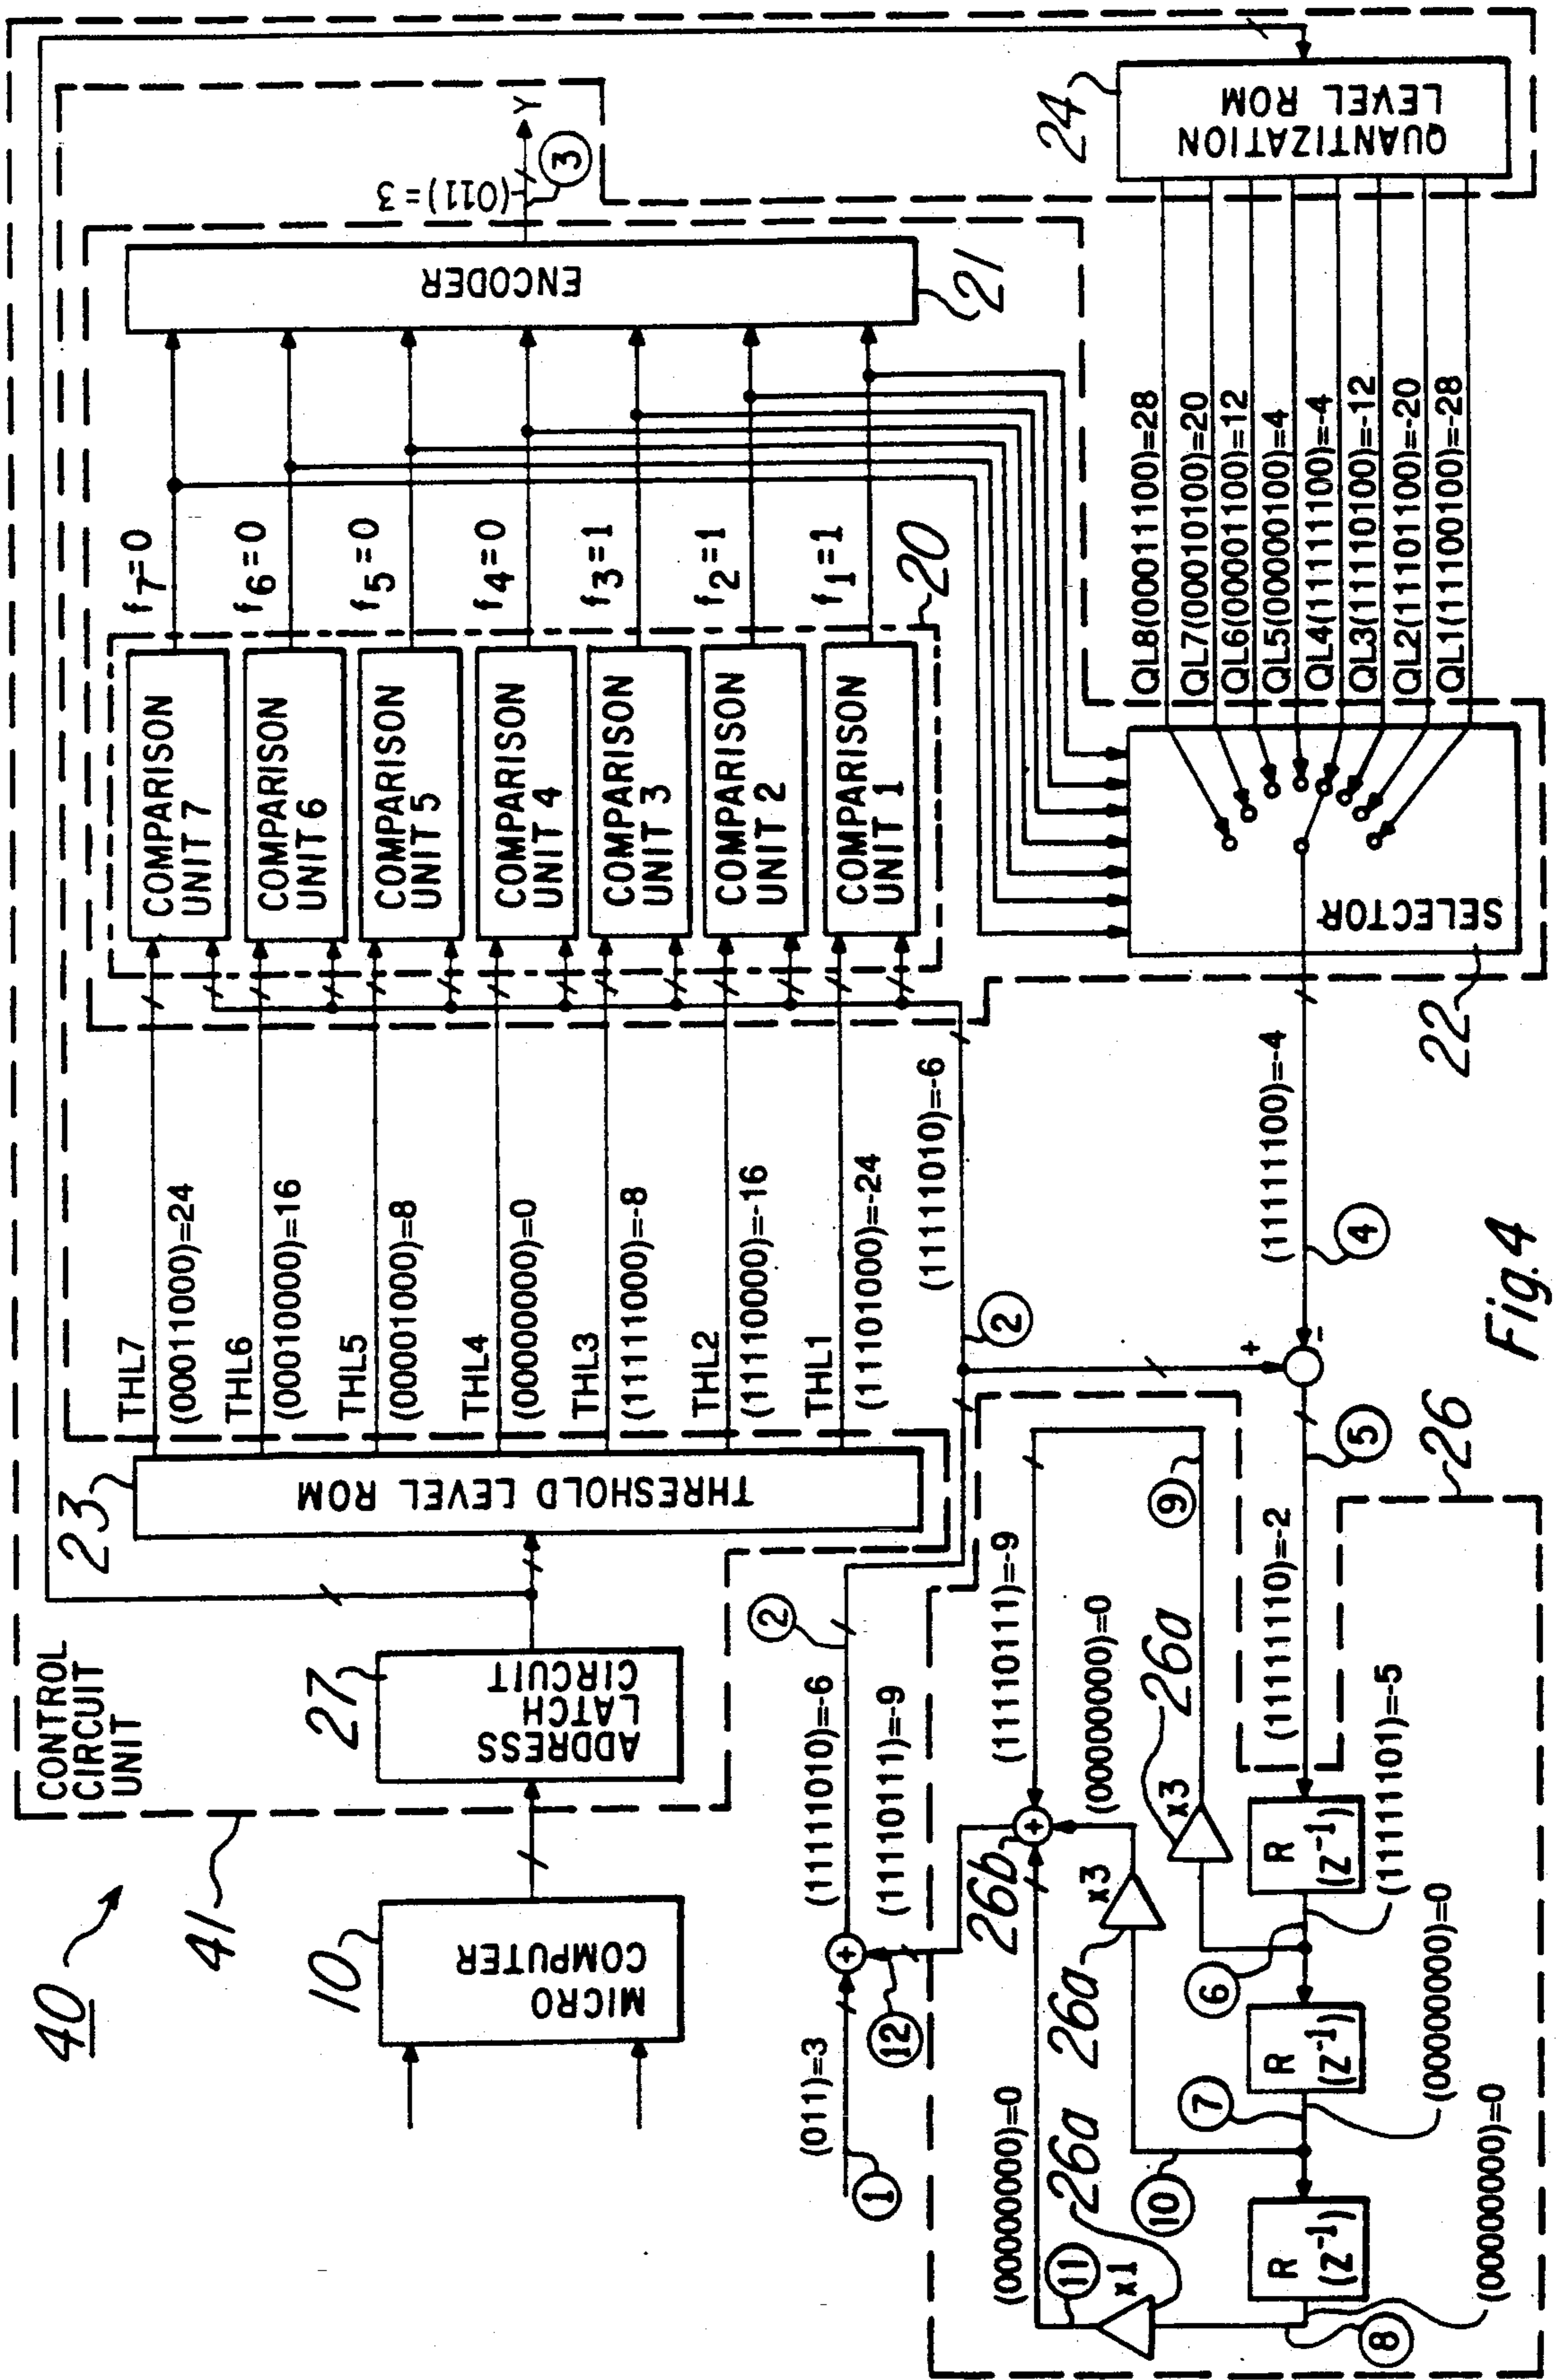 40
41
CONTROL
CIRCUIT
UNIT
10
MICRO
COMPUTER
27
ADDRESS
LATCH
CIRCUIT
23
THRESHOLD LEVEL ROM
THL7
(00011000)=24
THL6
(00010000)=16
THL5
(00001000)=8
THL4
(00000000)=0
THL3
(11111000)=-8
THL2
(11110000)=-16
THL1
(11101000)=-24
COMPARISON
UNIT 7
COMPARISON
UNIT 6
COMPARISON
UNIT 5
COMPARISON
UNIT 4
COMPARISON
UNIT 3
COMPARISON
UNIT 2
COMPARISON
UNIT 1
20
f7=0
f6=0
f5=0
f4=0
f3=1
f2=1
f1=1
ENCODER
21
(011)=3
3
Y
(011)=3
1
+
(11111010)=-6
2
(11110111)=-9
12
(11111010)=-6
2
26b
+
(11110111)=-9
9
(00000000)=0
x3
26a
x3
26a
10
(00000000)=0
11
x1
26a
+
-
5
(11111110)=-2
(11111100)=-4
4
R
(Z-1)
6
(11111101)=-5
R
(Z-1)
7
(00000000)=0
R
(Z-1)
8
(00000000)=0
26
SELECTOR
22
QL8(00011100)=28
QL7(00010100)=20
QL6(00001100)=12
QL5(00000100)=4
QL4(11111100)=-4
QL3(11110100)=-12
QL2(11101100)=-20
QL1(11100100)=-28
24
QUANTIZATION
LEVEL ROM
Fig.4